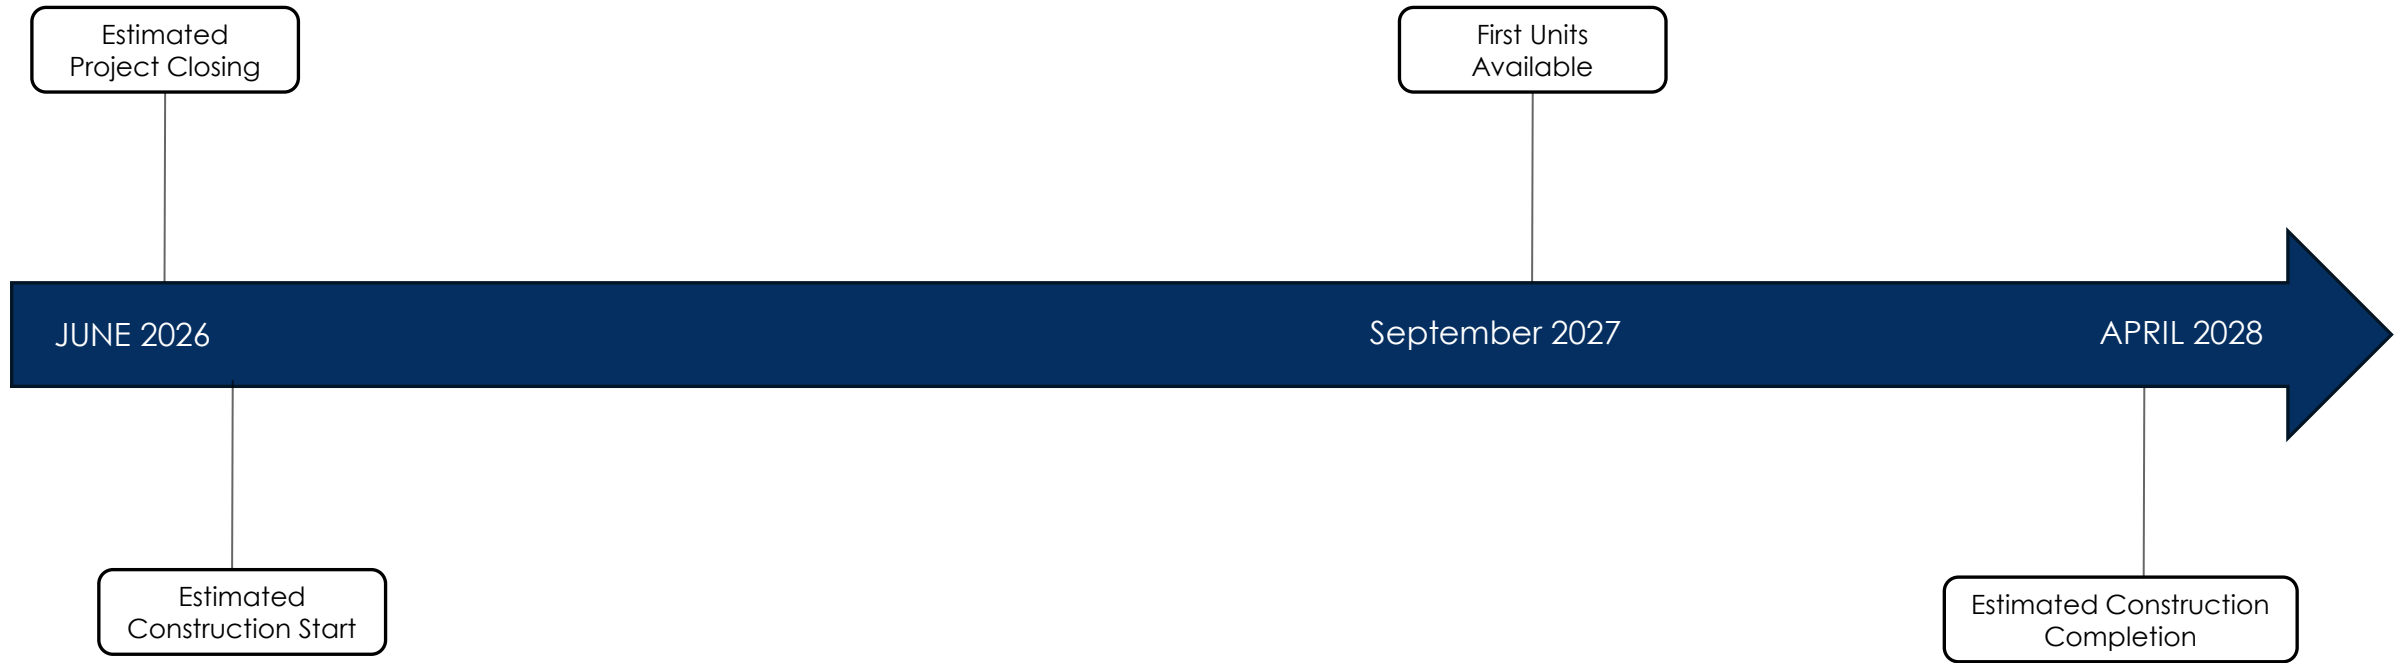 Estimated
Project Closing
First Units
Available
JUNE 2026
September 2027
APRIL 2028
Estimated
Construction Start
Estimated Construction
Completion